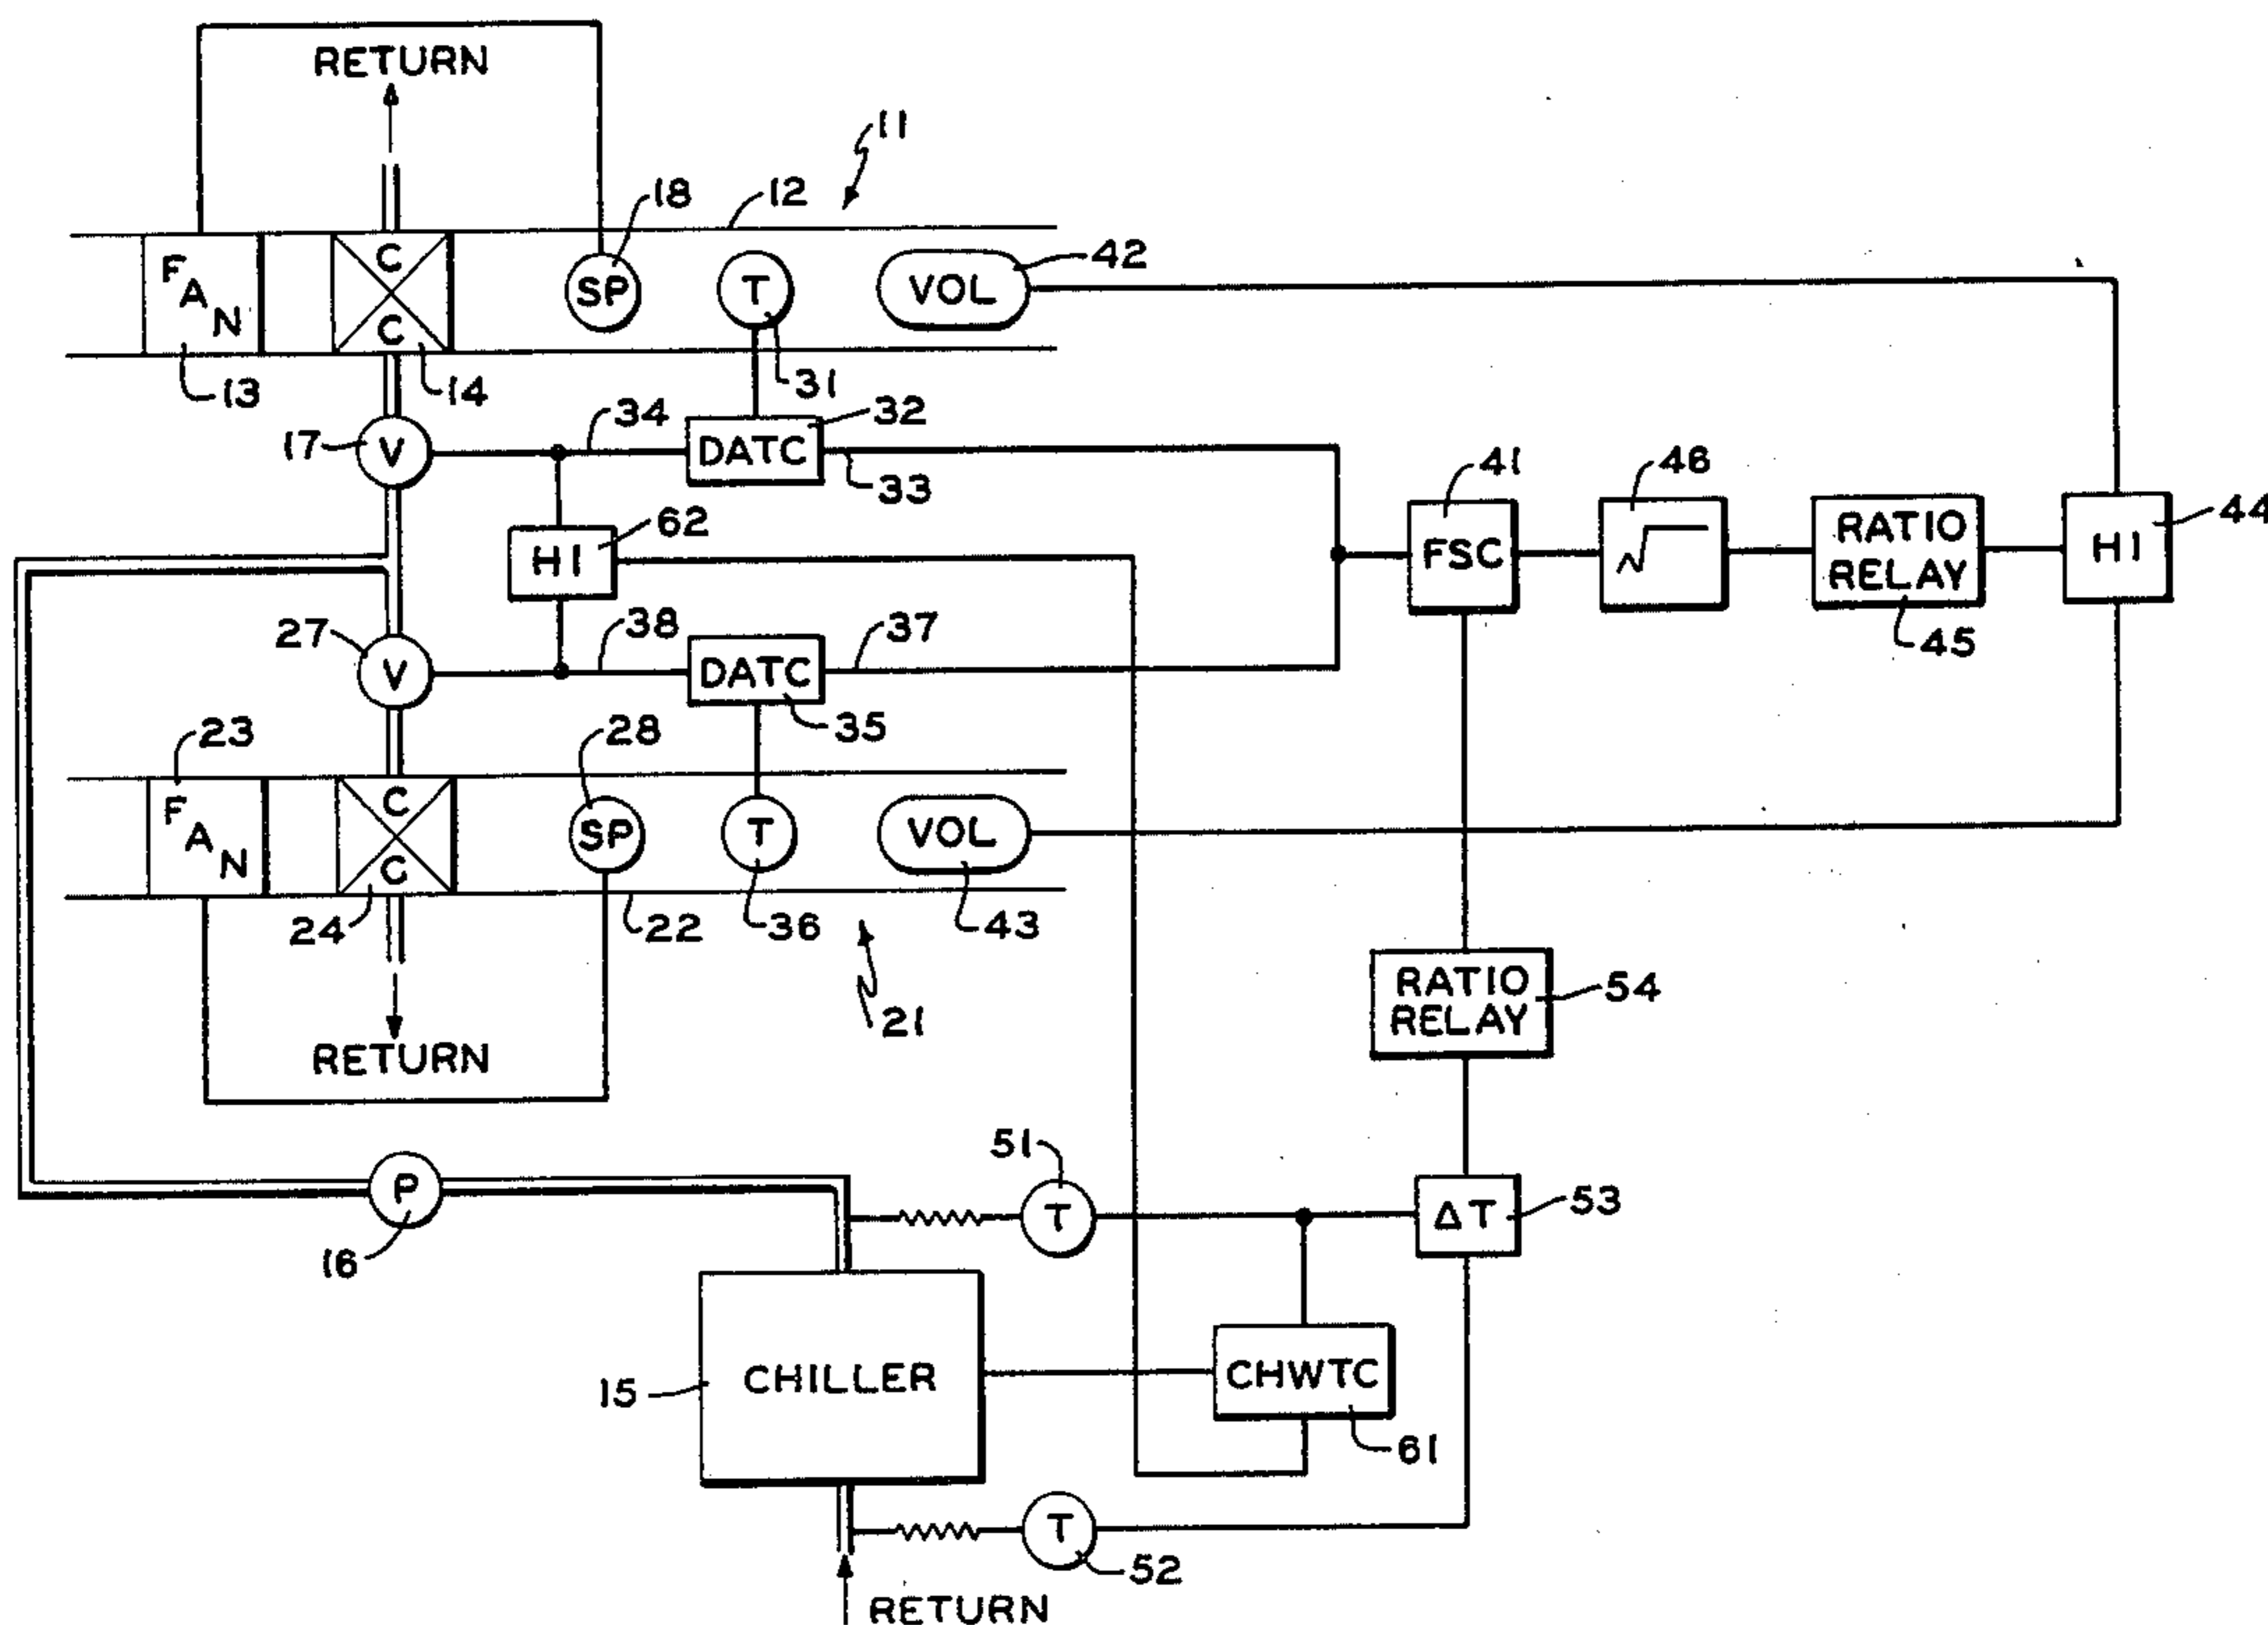 RETURN
11
12
18
FAN
C
C
SP
T
VOL
42
13
14
31
17
V
34
DATC
32
33
41
46
RATIO
RELAY
HI
44
FSC
√
62
HI
45
27
V
38
DATC
37
35
23
28
FAN
C
C
SP
T
VOL
24
22
36
43
21
RETURN
RATIO
RELAY
54
51
P
T
ΔT
53
16
15
CHILLER
CHWTC
61
T
52
RETURN